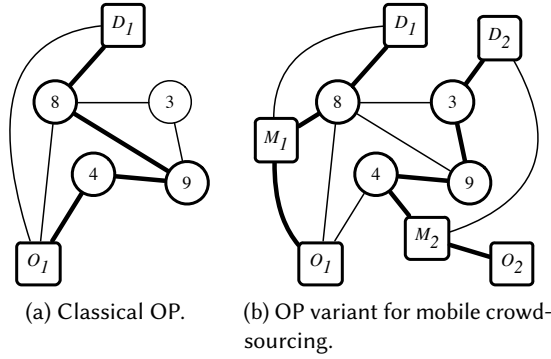 D1
8
3
4
9
O1
(a) Classical OP.
D1
D2
8
3
M1
4
9
M2
O1
O2
(b) OP variant for mobile crowd-
sourcing.